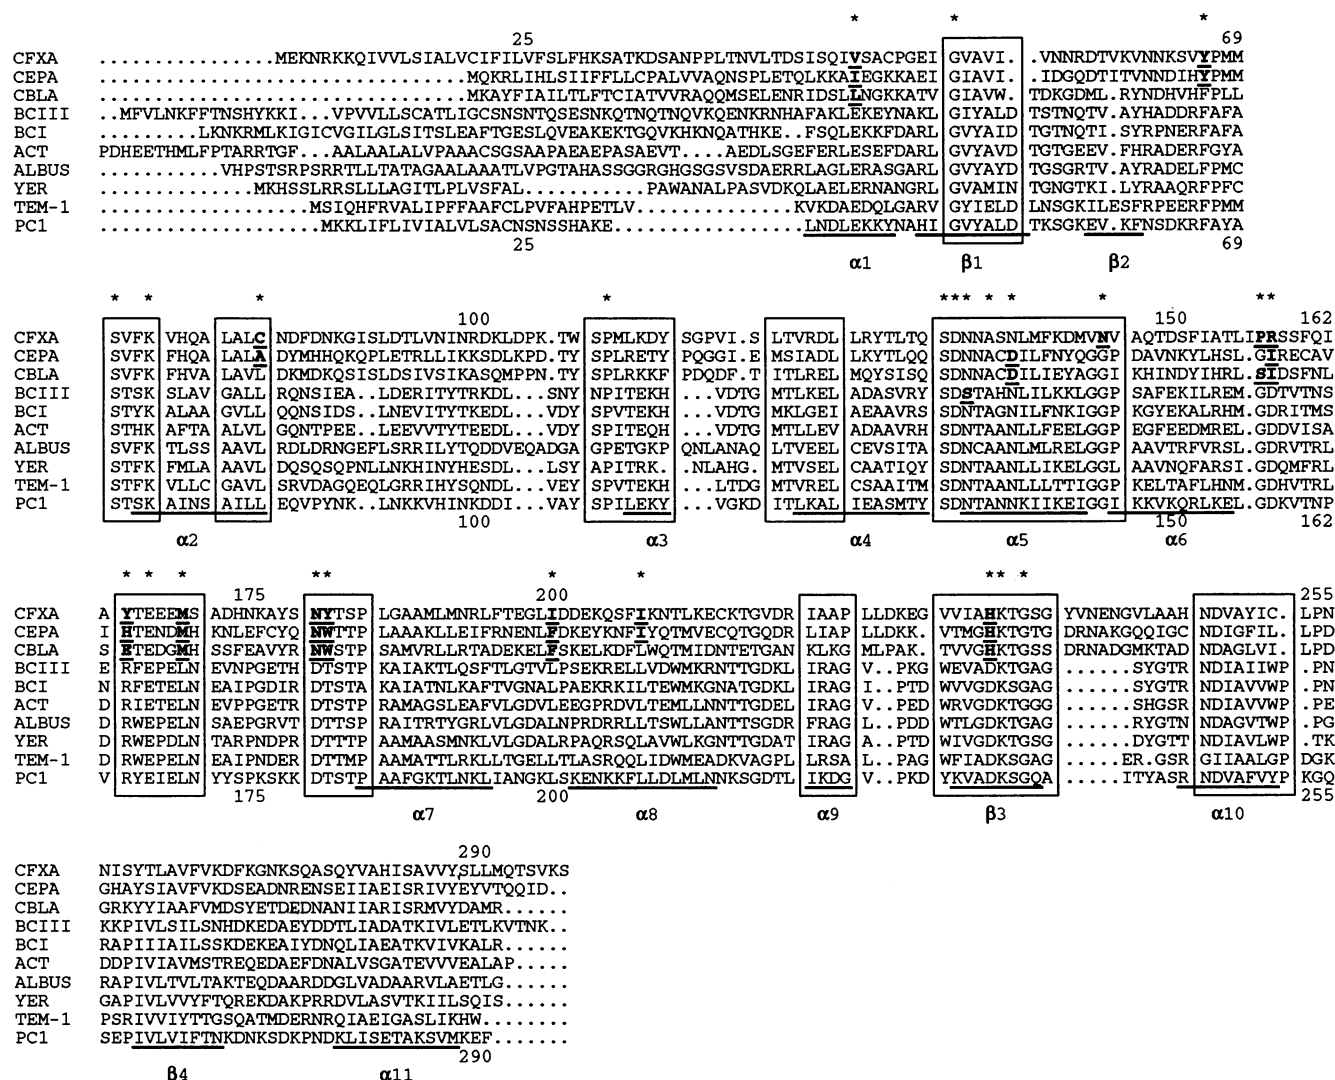 * * *
25 69
CFXA ................MEKNRKKQIVVLSIALVCIFILVFSLFHKSATKDSANPPLTNVLTDSISQIVSACPGEI GVAVI. .VNNRDTVKVNNKSVYPMM
CEPA .................................MQKRLIHLSIIFFLLCPALVVAQNSPLETQLKKAIEGKKAEI GIAVI. .IDGQDTITVNNDIHYPMM
CBLA .................................MKAYFIAILTLFTCIATVVRAQQMSELENRIDSLLNGKKATV GIAVW. TDKGDML.RYNDHVHFPLL
BCIII ..MFVLNKFFTNSHYKKI...VPVVLLSCATLIGCSNSNTQSESNKQTNQTNQVKQENKRNHAFAKLEKEYNAKL GIYALD TSTNQTV.AYHADDRFAFA
BCI .........LKNKRMLKIGICVGILGLSITSLEAFTGESLQVEAKEKTGQVKHKNQATHKE..FSQLEKKFDARL GVYAID TGTNQTI.SYRPNERFAFA
ACT PDHEETHMLFPTARRTGF...AALAALALVPAAACSGSAAPAEAEPASAEVT....AEDLSGEFERLESEFDARL GVYAVD TGTGEEV.FHRADERFGYA
ALBUS ...........VHPSTSRPSRRTLLTATAGAALAAATLVPGTAHASSGGRGHGSGSVSDAERRLAGLERASGARL GVYAYD TGSGRTV.AYRADELFPMC
YER ..............MKHSSLRRSLLLAGITLPLVSFAL...........PAWANALPASVDKQLAELERNANGRL GVAMIN TGNGTKI.LYRAAQRFPFC
TEM-1 ...................MSIQHFRVALIPFFAAFCLPVFAHPETLV..............KVKDAEDQLGARV GYIELD LNSGKILESFRPEERFPMM
PC1 ....................MKKLIFLIVIALVLSACNSNSSHAKE.................LNDLEKKYNAHI GVYALD TKSGKEV.KFNSDKRFAYA
25 69
α1 β1 β2
* * * * *** * * * **
100 150 162
CFXA SVFK VHQA LALC NDFDNKGISLDTLVNINRDKLDPK.TW SPMLKDY SGPVI.S LTVRDL LRYTLTQ SDNNASNLMFKDMVNV AQTDSFIATLIPRSSFQI
CEPA SVFK FHQA LALA DYMHHQKQPLETRLLIKKSDLKPD.TY SPLRETY PQGGI.E MSIADL LKYTLQQ SDNNACDILFNYQGGP DAVNKYLHSL.GIRECAV
CBLA SVFK FHVA LAVL DKMDKQSISLDSIVSIKASQMPPN.TY SPLRKKF PDQDF.T ITLREL MQYSISQ SDNNACDILIEYAGGI KHINDYIHRL.SIDSFNL
BCIII STSK SLAV GALL RQNSIEA..LDERITYTRKDL...SNY NPITEKH ..VDTG MTLKEL ADASVRY SDSTAHNLILKKLGGP SAFEKILREM.GDTVTNS
BCI STYK ALAA GVLL QQNSIDS..LNEVITYTKEDL...VDY SPVTEKH ..VDTG MKLGEI AEAAVRS SDNTAGNILFNKIGGP KGYEKALRHM.GDRITMS
ACT STHK AFTA ALVL GQNTPEE..LEEVVTYTEEDL...VDY SPITEQH ..VDTG MTLLEV ADAAVRH SDNTAANLLFEELGGP EGFEEDMREL.GDDVISA
ALBUS SVFK TLSS AAVL RDLDRNGEFLSRRILYTQDDVEQADGA GPETGKP QNLANAQ LTVEEL CEVSITA SDNCAANLMLRELGGP AAVTRFVRSL.GDRVTRL
YER STFK FMLA AAVL DQSQSQPNLLNKHINYHESDL..LSY APITRK. .NLAHG. MTVSEL CAATIQY SDNTAANLLIKELGGL AAVNQFARSI.GDQMFRL
TEM-1 STFK VLLC GAVL SRVDAGQEQLGRRIHYSQNDL...VEY SPVTEKH ..LTDG MTVREL CSAAITM SDNTAANLLLTTIGGP KELTAFLHNM.GDHVTRL
PC1 STSK AINS AILL EQVPYNK..LNKKVHINKDDI...VAY SPILEKY ...VGKD ITLKAL IEASMTY SDNTANNKIIKEIGGI KKVKQRLKEL.GDKVTNP
100 150 162
α2 α3 α4 α5 α6
* * * ** * * ** *
175 200 255
CFXA A YTEEEMS ADHNKAYS NYTSP LGAAMLMNRLFTEGLIDDEKQSFIKNTLKECKTGVDR IAAP LLDKEG VVIAHKTGSG YVNENGVLAAH NDVAYIC. LPN
CEPA I HTENDMH KNLEFCYQ NWTTP LAAAKLLEIFRNENLFDKEYKNFIYQTMVECQTGQDR LIAP LLDKK. VTMGHKTGTG DRNAKGQQIGC NDIGFIL. LPD
CBLA S ETEDGMH SSFEAVYR NWSTP SAMVRLLRTADEKELFSKELKDFLWQTMIDTETGANK LKGM LPAK. TVVGHKTGSS DRNADGMKTAD NDAGLVI. LPD
BCIII E RFEPELN EVNPGETH DTSTA KAIAKTLQSFTLGTVLPSEKRELLVDWMKRNTTGDKL IRAG V..PKG WEVADKTGAG ......SYGTR NDIAIIWP .PN
BCI N RFETELN EAIPGDIR DTSTA KAIATNLKAFTVGNALPAEKRKILTEWMKGNATGDKL IRAG I..PTD WVVGDKSGAG ......SYGTR NDIAVVWP .PN
ACT D RIETELN EVPPGETR DTSTP RAMAGSLEAFVLGDVLEEGPRDVLTEMLLNNTTGDEL IRAG V..PED WRVGDKTGGG ......SHGSR NDIAVVWP .PE
ALBUS D RWEPELN SAEPGRVT DTTSP RAITRTYGRLVLGDALNPRDRRLLTSWLLANTTSGDR FRAG L..PDD WTLGDKTGAG ......RYGTN NDAGVTWP .PG
YER D RWEPDLN TARPNDPR DTTTP AAMAASMNKLVLGDALRPAQRSQLAVWLKGNTTGDAT IRAG A..PTD WIVGDKTGSG ......DYGTT NDIAVLWP .TK
TEM-1 D RWEPELN EAIPNDER DTTMP AAMATTLRKLLTGELLTLASRQQLIDWMEADKVAGPL LRSA L..PAG WFIADKSGAG .....ER.GSR GIIAALGP DGK
PC1 V RYEIELN YYSPKSKK DTSTP AAFGKTLNKLIANGKLSKENKKFLLDLMLNNKSGDTL IKDG V..PKD YKVADKSGQA .....ITYASR NDVAFVYP KGQ
175 200 255
α7 α8 α9 β3 α10
290
CFXA NISYTLAVFVKDFKGNKSQASQYVAHISAVVYSLLMQTSVKS
CEPA GHAYSIAVFVKDSEADNRENSEIIAEISRIVYEYVTQQID..
CBLA GRKYYIAAFVMDSYETDEDNANIIARISRMVYDAMR......
BCIII KKPIVLSILSNHDKEDAEYDDTLIADATKIVLETLKVTNK..
BCI RAPIIIAILSSKDEKEAIYDNQLIAEATKVIVKALR......
ACT DDPIVIAVMSTREQEDAEFDNALVSGATEVVVEALAP.....
ALBUS RAPIVLTVLTAKTEQDAARDDGLVADAARVLAETLG......
YER GAPIVLVVYFTQREKDAKPRRDVLASVTKIILSQIS......
TEM-1 PSRIVVIYTTGSQATMDERNRQIAEIGASLIKHW........
PC1 SEPIVLVIFTNKDNKSDKPNDKLISETAKSVMKEF.......
290
β4 α11